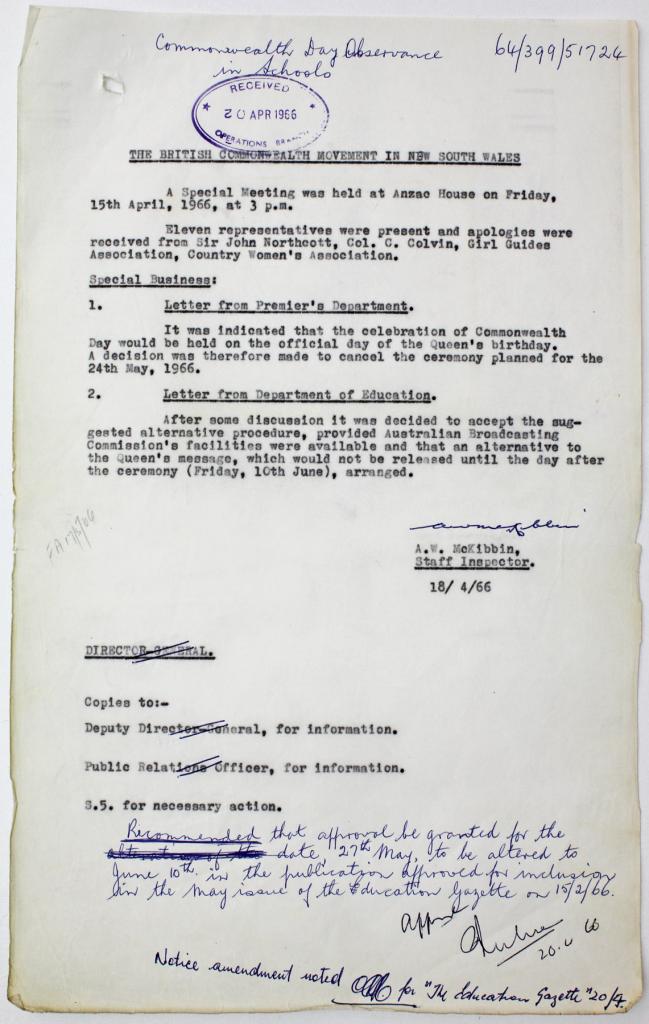 Commonwealth Day Observance
in Schools
64/399/51724
RECEIVED
20 APR 1966
OPERATIONS BRANCH
THE BRITISH COMMONWEALTH MOVEMENT IN NEW SOUTH WALES
A Special Meeting was held at Anzac House on Friday,
15th April, 1966, at 3 p.m.
Eleven representatives were present and apologies were
received from Sir John Northcott, Col. C. Colvin, Girl Guides
Association, Country Women's Association.
Special Business:
1. Letter from Premier's Department.
It was indicated that the celebration of Commonwealth
Day would be held on the official day of the Queen's birthday.
A decision was therefore made to cancel the ceremony planned for the
24th May, 1966.
2. Letter from Department of Education.
After some discussion it was decided to accept the sug-
gested alternative procedure, provided Australian Broadcasting
Commission's facilities were available and that an alternative to
the Queen's message, which would not be released until the day after
the ceremony (Friday, 10th June), arranged.
A.W. McKibbin,
Staff Inspector.
18/ 4/66
DIRECTOR-GENERAL.
Copies to:-
Deputy Director-General, for information.
Public Relations Officer, for information.
S.5. for necessary action.
Recommended that approval be granted for the
date, 27th May, to be altered to
June 10th in the publication approved for inclusion
in the May issue of the Education Gazette on 15/2/66.
20.4 66
Notice amendment noted for "The Education Gazette" 20/4.